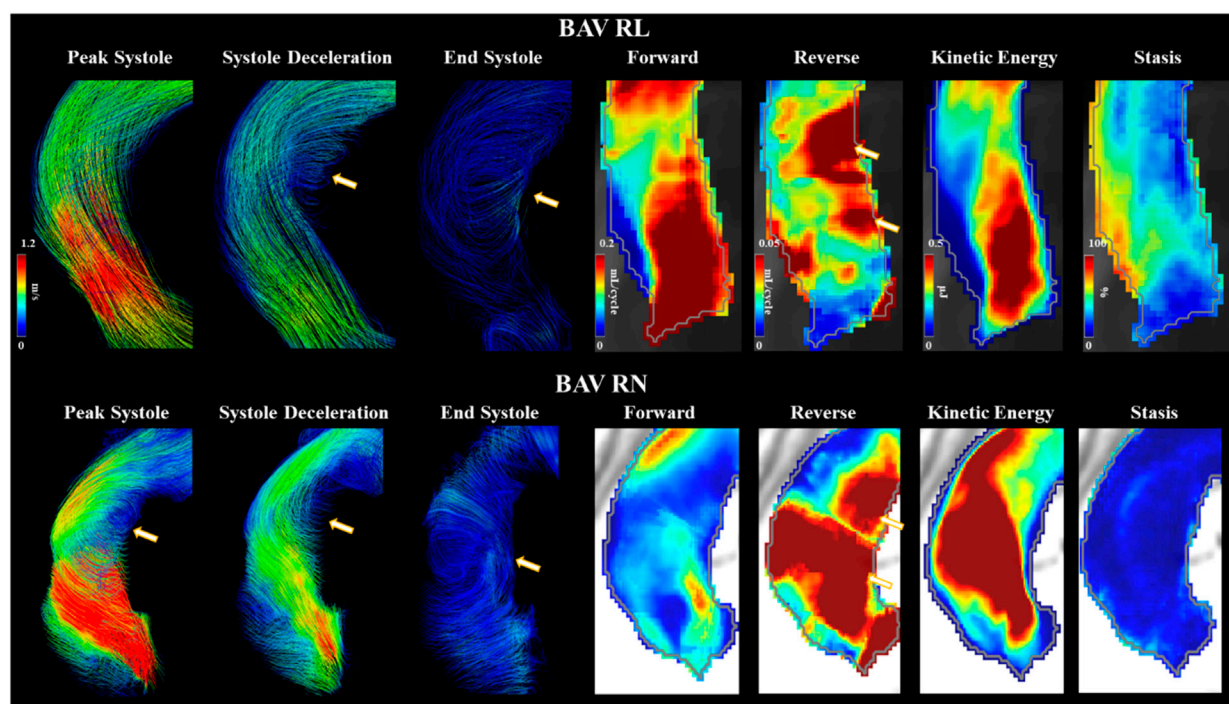 BAV RL
Peak Systole
Systole Deceleration
End Systole
Forward
Reverse
Kinetic Energy
Stasis
1.2
m/s
0
0.2
mL/cycle
0
0.05
mL/cycle
0
0.5
µJ
0
100
%
0
BAV RN
Peak Systole
Systole Deceleration
End Systole
Forward
Reverse
Kinetic Energy
Stasis